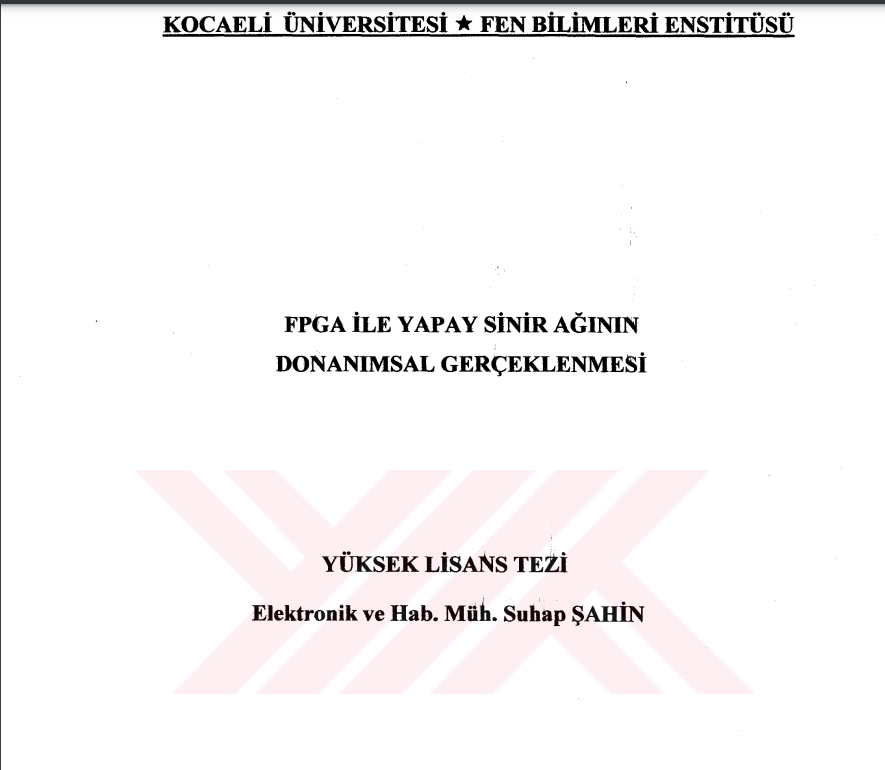 KOCAELİ ÜNİVERSİTESİ ★ FEN BİLİMLERİ ENSTİTÜSÜ
FPGA İLE YAPAY SİNİR AĞININ
DONANIMSAL GERÇEKLENMESİ
YÜKSEK LİSANS TEZİ
Elektronik ve Hab. Müh. Suhap ŞAHİN